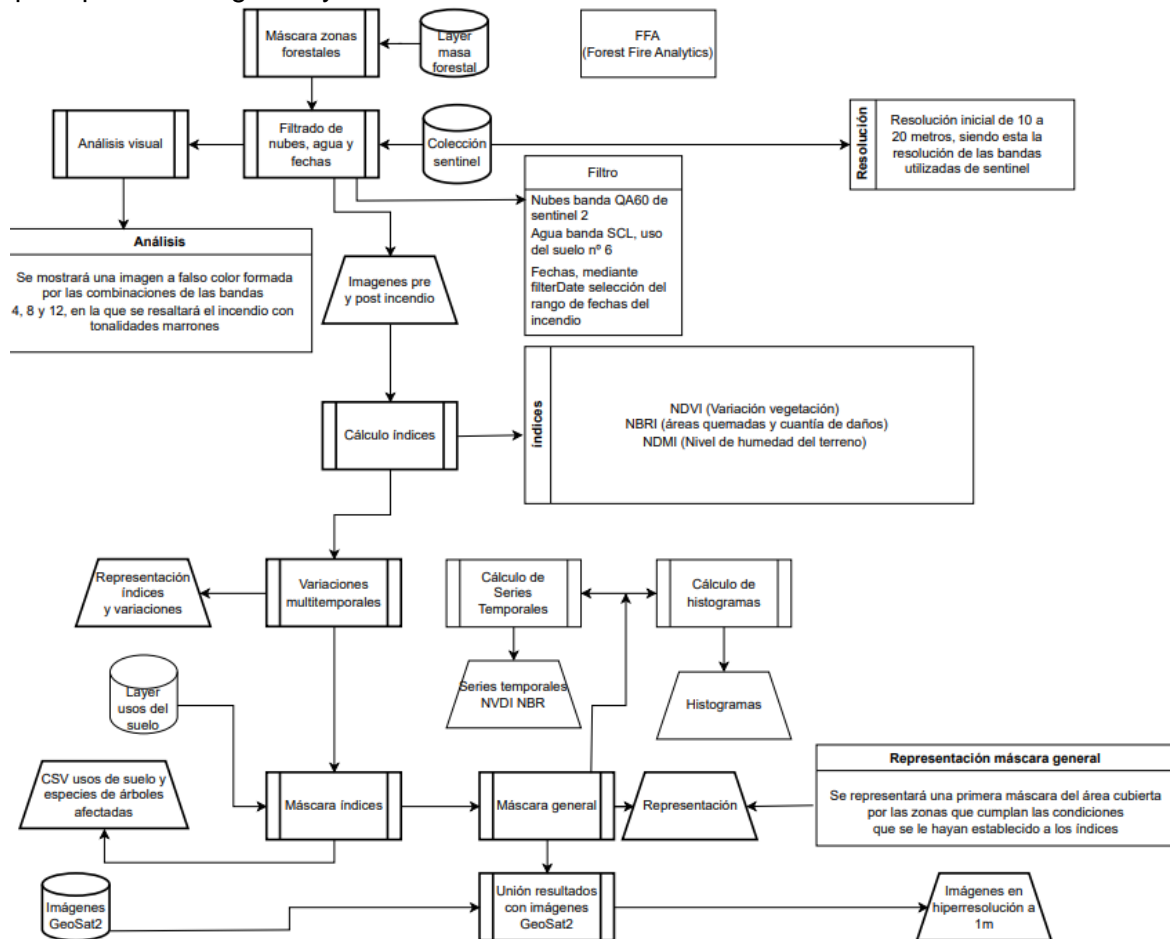 Máscara zonas
forestales
Layer
masa
forestal
FFA
(Forest Fire Analytics)
Análisis visual
Filtrado de
nubes, agua y
fechas
Colección
sentinel
Resolución
Resolución inicial de 10 a
20 metros, siendo esta la
resolución de las bandas
utilizadas de sentinel
Filtro
Nubes banda QA60 de
sentinel 2
Agua banda SCL, uso
del suelo nº 6
Fechas, mediante
filterDate selección del
rango de fechas del
incendio
Análisis
Se mostrará una imagen a falso color formada
por las combinaciones de las bandas
4, 8 y 12, en la que se resaltará el incendio con
tonalidades marrones
Imagenes pre
y post incendio
Cálculo índices
índices
NDVI (Variación vegetación)
NBRI (áreas quemadas y cuantía de daños)
NDMI (Nivel de humedad del terreno)
Representación
índices
y variaciones
Variaciones
multitemporales
Cálculo de
Series
Temporales
Cálculo de
histogramas
Layer
usos del
suelo
Series temporales
NVDI NBR
Histogramas
CSV usos de suelo y
especies de árboles
afectadas
Máscara índices
Máscara general
Representación
Representación máscara general
Se representará una primera máscara del área cubierta
por las zonas que cumplan las condiciones
que se le hayan establecido a los índices
Imágenes
GeoSat2
Unión resultados
con imágenes
GeoSat2
Imágenes en
hiperresolución a
1m